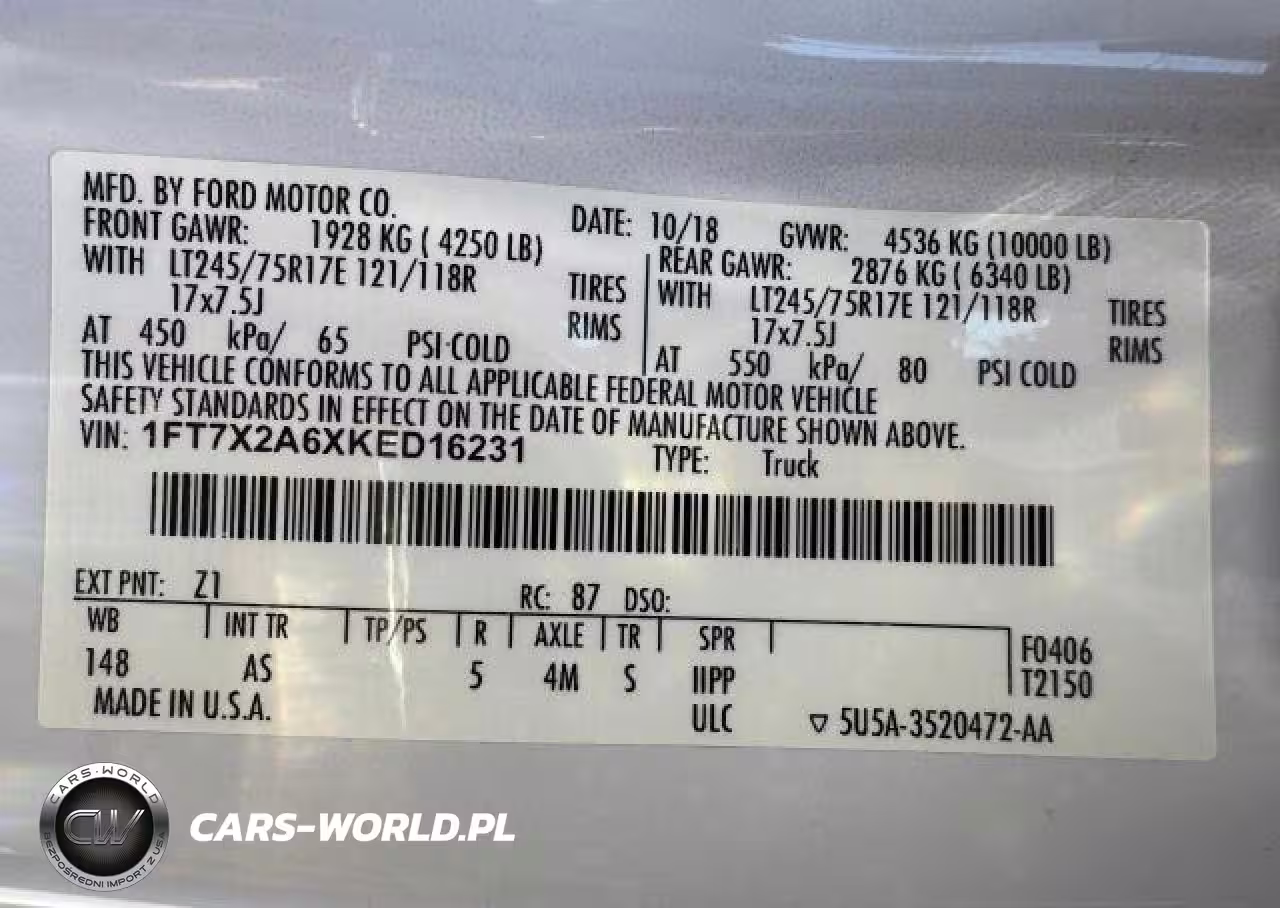 MFD. BY FORD MOTOR CO.
DATE: 10/18 GVWR: 4536 KG (10000 LB)
FRONT GAWR: 1928 KG ( 4250 LB)
WITH LT245/75R17E 121/118R TIRES
17x7.5J RIMS
AT 450 kPa/ 65 PSI COLD
REAR GAWR: 2876 KG ( 6340 LB)
WITH LT245/75R17E 121/118R TIRES
17x7.5J RIMS
AT 550 kPa/ 80 PSI COLD
THIS VEHICLE CONFORMS TO ALL APPLICABLE FEDERAL MOTOR VEHICLE
SAFETY STANDARDS IN EFFECT ON THE DATE OF MANUFACTURE SHOWN ABOVE.
VIN: 1FT7X2A6XKED16231 TYPE: Truck
EXT PNT: Z1 RC: 87 DSO:
WB INT TR TP/PS R AXLE TR SPR F0406
148 AS 5 4M S IIPP T2150
MADE IN U.S.A. ULC ▽ 5U5A-3520472-AA
CARS-WORLD
CW
BEZPOŚREDNI IMPORT Z USA
CARS-WORLD.PL